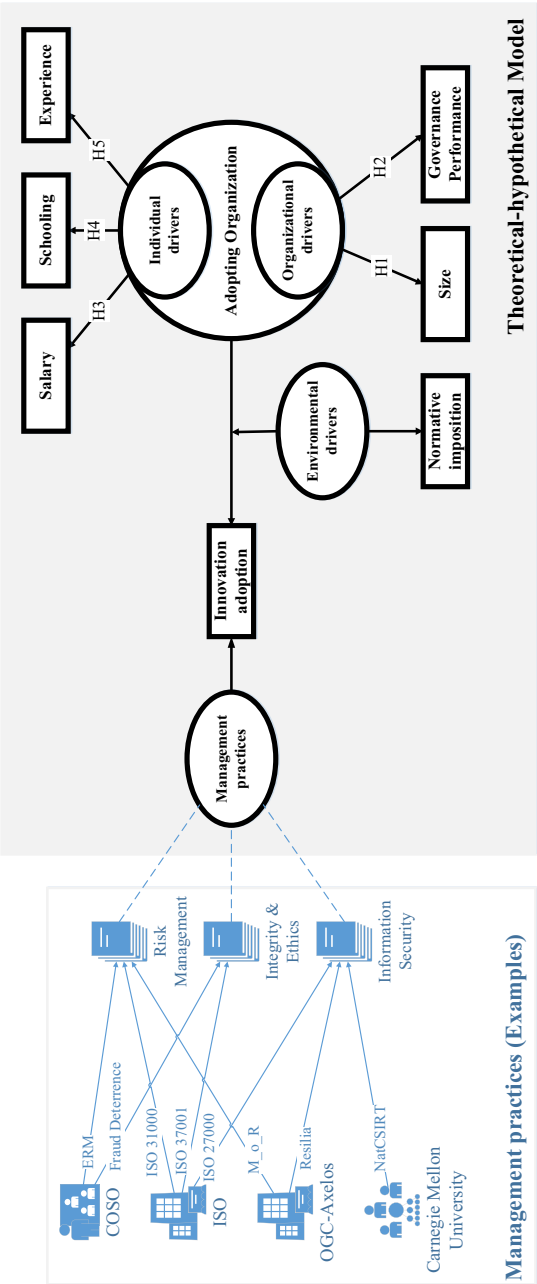 COSO
ISO
OGC-Axelos
Carnegie Mellon
University
ERM
Fraud Deterrence
ISO 31000
ISO 37001
ISO 27000
M_o_R
Resilia
NatCSIRT
Risk
Management
Integrity &
Ethics
Information
Security
Management practices (Examples)
Management
practices
Innovation
adoption
Salary
Schooling
Experience
H3
H4
H5
Individual
drivers
Adopting Organization
Organizational
drivers
Environmental
drivers
H1
H2
Normative
imposition
Size
Governance
Performance
Theoretical-hypothetical Model